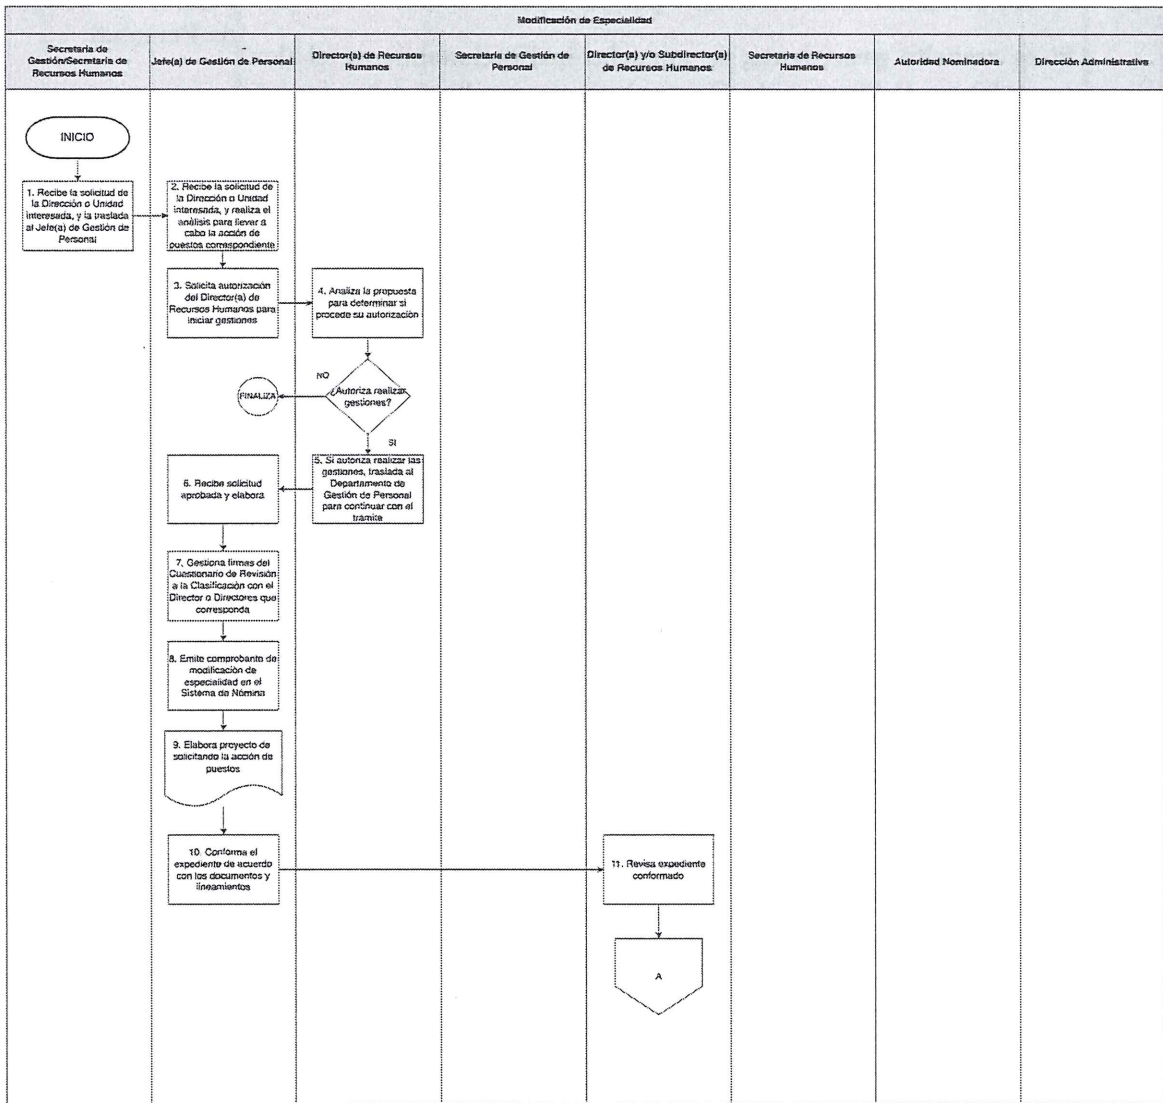 Modificación de Especialidad
Secretaria de
Gestión/Secretaria de
Recursos Humanos
Jefe(a) de Gestión de Personal
Director(a) de Recursos
Humanos
Secretaria de Gestión de
Personal
Director(a) y/o Subdirector(a)
de Recursos Humanos
Secretaria de Recursos
Humanos
Autoridad Nominadora
Dirección Administrativa
INICIO
1. Recibe la solicitud de
la Dirección o Unidad
interesada, y la traslada
al Jefe(a) de Gestión de
Personal
2. Recibe la solicitud de
la Dirección o Unidad
interesada, y realiza el
análisis para llevar a
cabo la acción de
puestos correspondiente
3. Solicita autorización
del Director(a) de
Recursos Humanos para
iniciar gestiones
4. Analiza la propuesta
para determinar si
procede su autorización
NO
FINALIZA
¿Autoriza realizar
gestiones?
SI
5. Si autoriza realizar las
gestiones, traslada al
Departamento de
Gestión de Personal
para continuar con el
trámite
6. Recibe solicitud
aprobada y elabora
7. Gestiona firmas del
Cuestionario de Revisión
a la Clasificación con el
Director o Directores que
corresponda
8. Emite comprobante de
modificación de
especialidad en el
Sistema de Nómina
9. Elabora proyecto de
solicitando la acción de
puestos
10. Conforma el
expediente de acuerdo
con los documentos y
lineamientos
11. Revisa expediente
conformado
A